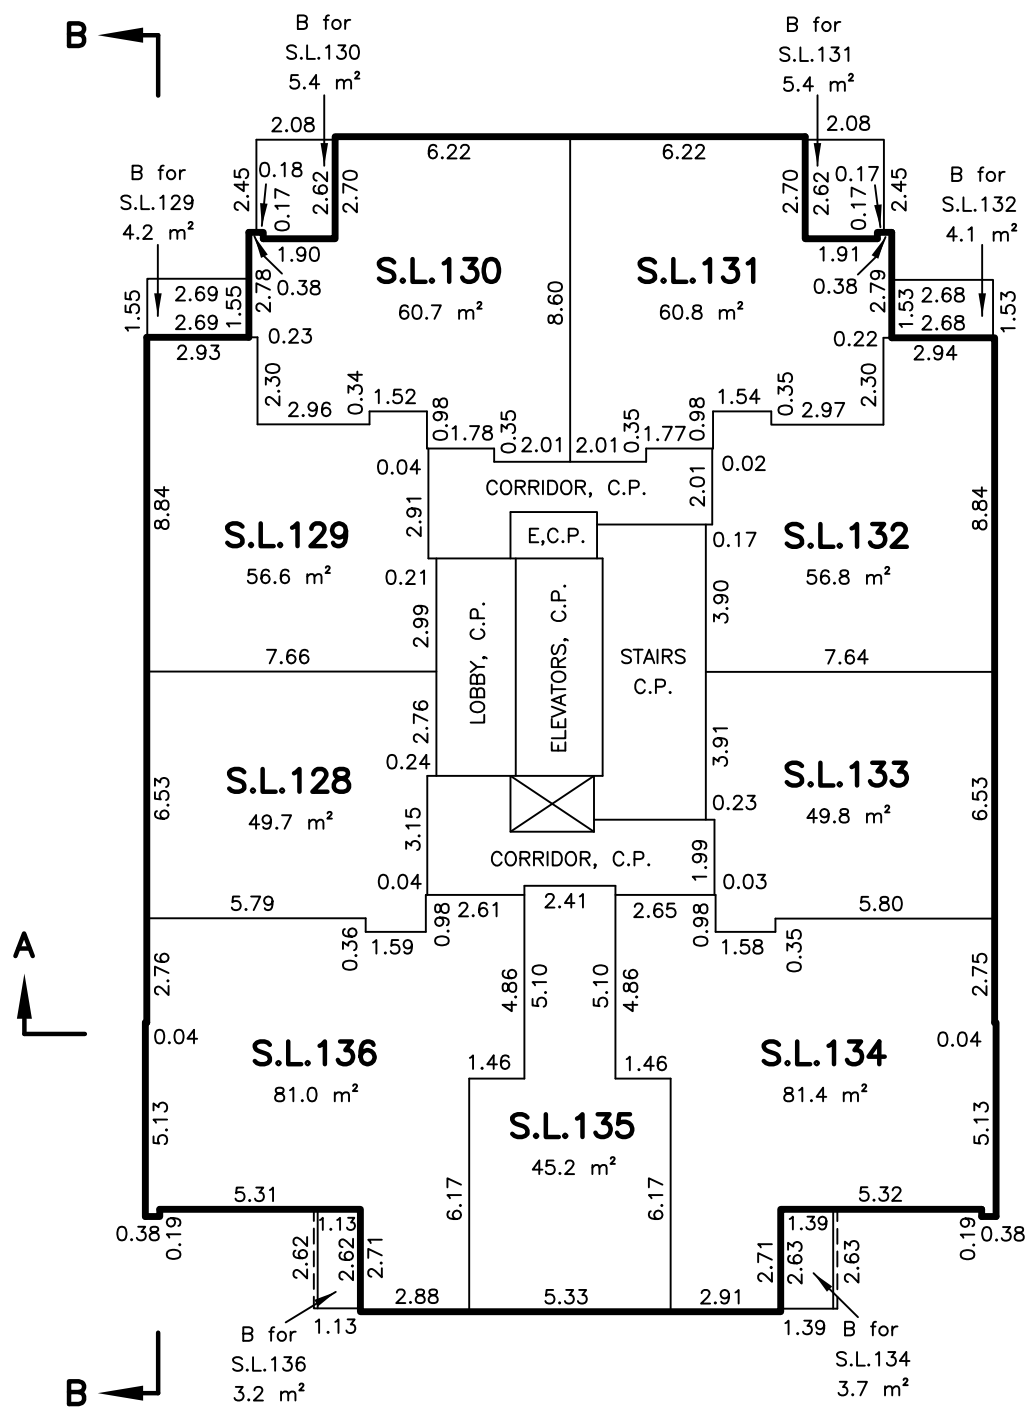 B
B for
S.L.130
5.4 m²
B for
S.L.131
5.4 m²
2.08
2.08
6.22
6.22
B for
S.L.129
4.2 m²
B for
S.L.132
4.1 m²
2.45
0.18
0.17
2.62
2.70
2.70
2.62
0.17
0.17
2.45
1.90
0.38
1.91
0.38
S.L.130
60.7 m²
S.L.131
60.8 m²
8.60
1.55
2.69
2.69
1.55
2.78
2.79
1.53
2.68
2.68
1.53
2.93
0.23
0.22
2.94
2.30
2.96
0.34
1.52
0.98
1.78
0.35
2.01
2.01
0.35
1.77
0.98
1.54
0.35
2.97
2.30
0.04
CORRIDOR, C.P.
2.01
0.02
8.84
2.91
S.L.129
56.6 m²
E,C.P.
0.17
S.L.132
56.8 m²
8.84
0.21
2.99
3.90
7.66
LOBBY, C.P.
ELEVATORS, C.P.
STAIRS
C.P.
7.64
2.76
0.24
3.91
S.L.128
49.7 m²
S.L.133
49.8 m²
6.53
6.53
0.23
3.15
CORRIDOR, C.P.
1.99
0.04
0.03
5.79
0.36
1.59
0.98
2.61
2.41
2.65
0.98
1.58
0.35
5.80
A
2.76
4.86
5.10
5.10
4.86
2.75
0.04
0.04
S.L.136
81.0 m²
S.L.134
81.4 m²
1.46
1.46
5.13
5.13
S.L.135
45.2 m²
5.31
5.32
6.17
6.17
0.38
0.19
0.19
0.38
1.13
2.62
2.62
2.71
2.71
1.39
2.63
2.63
2.88
5.33
2.91
1.13
1.39
B for
S.L.136
3.2 m²
B for
S.L.134
3.7 m²
B